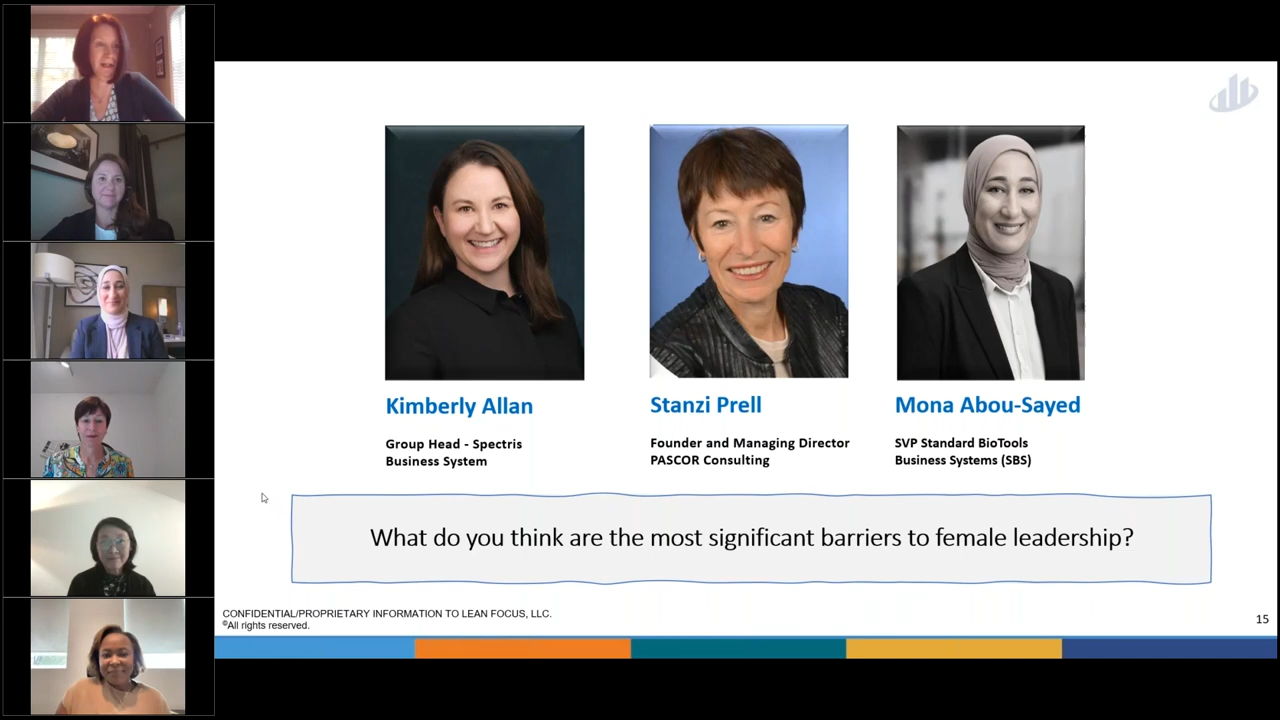 Kimberly Allan
Group Head - Spectris
Business System
Stanzi Prell
Founder and Managing Director
PASCOR Consulting
Mona Abou-Sayed
SVP Standard BioTools
Business Systems (SBS)
What do you think are the most significant barriers to female leadership?
CONFIDENTIAL/PROPRIETARY INFORMATION TO LEAN FOCUS, LLC.
©All rights reserved.
15